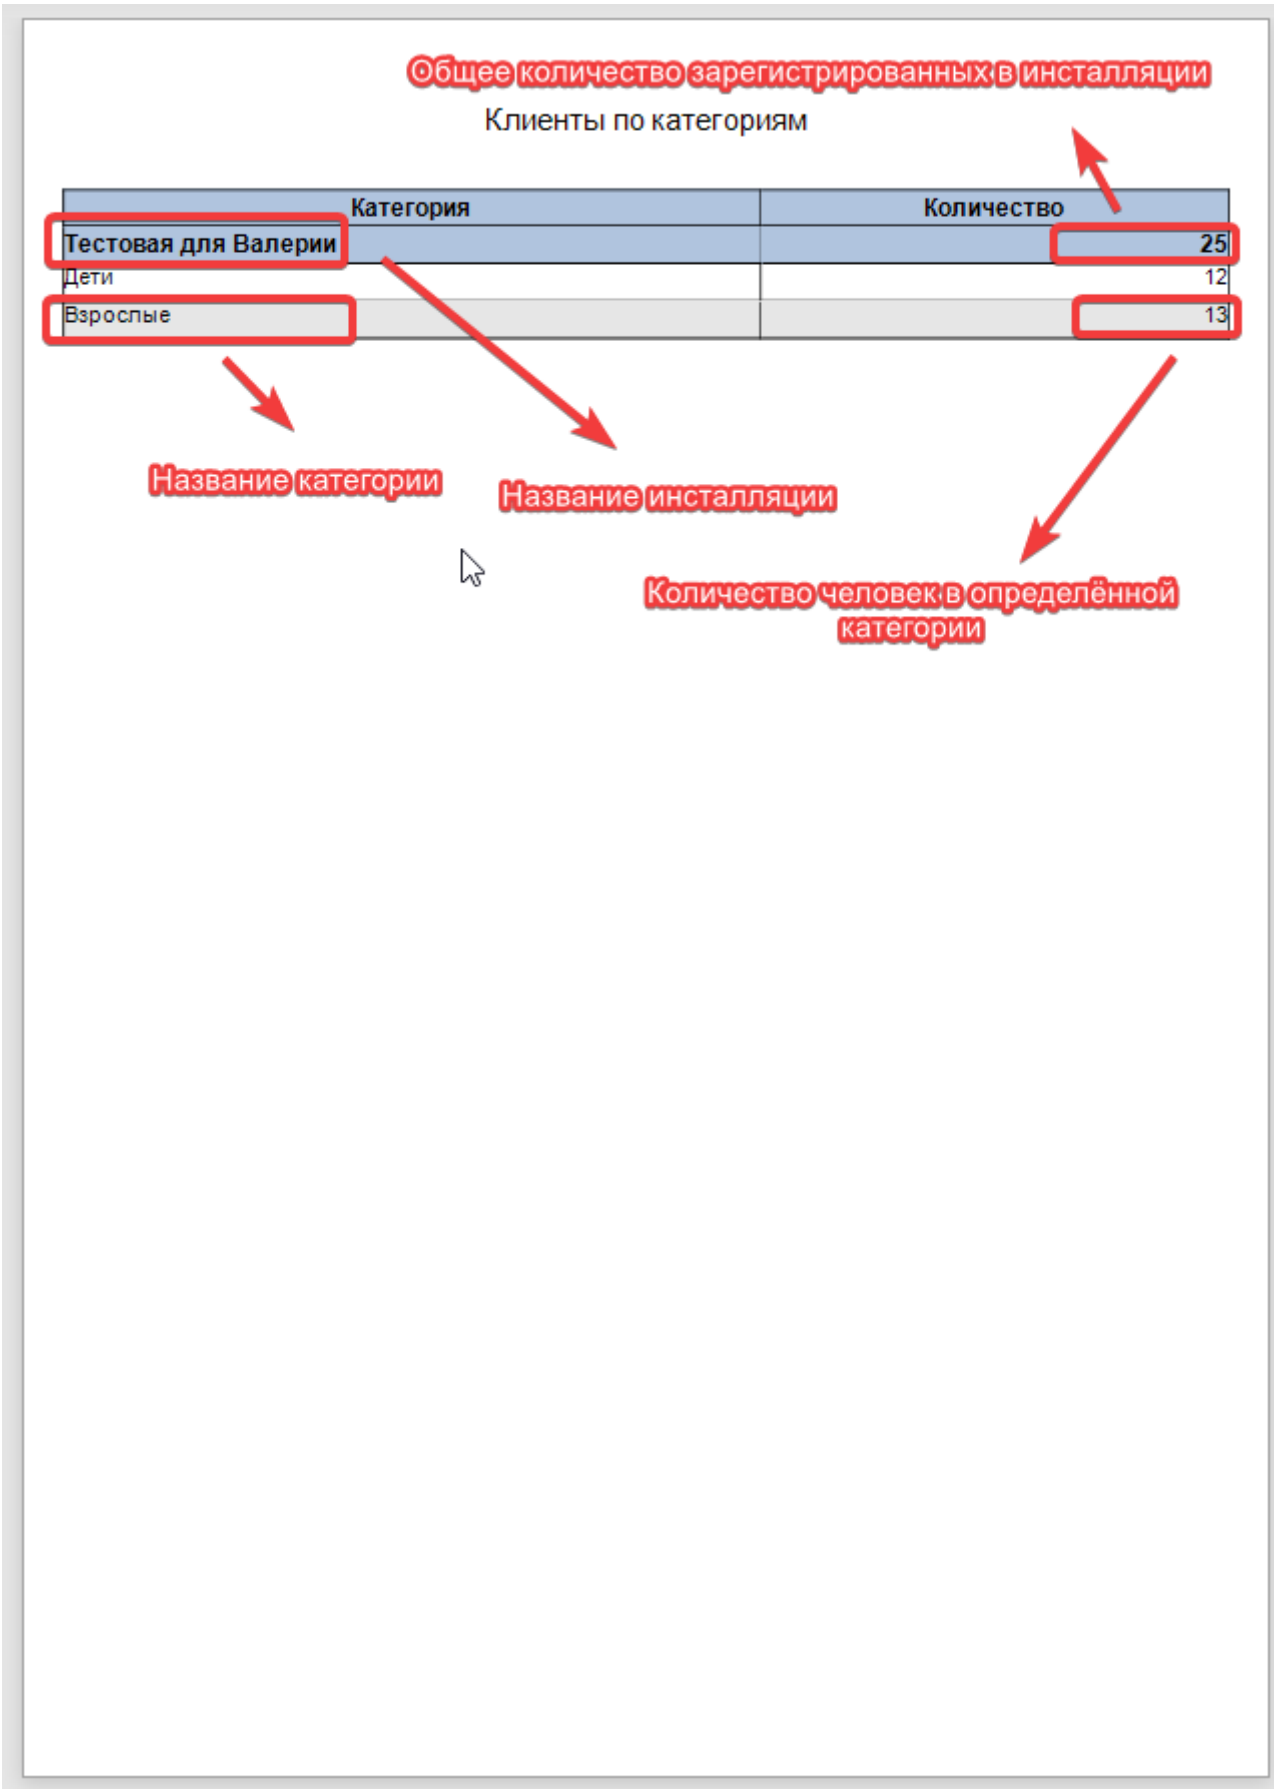 Общее количество зарегистрированных в инсталляции
Клиенты по категориям
Категория Количество
Тестовая для Валерии 25
Дети 12
Взрослые 13
Название категории
Название инсталляции
Количество человек в определённой
категории